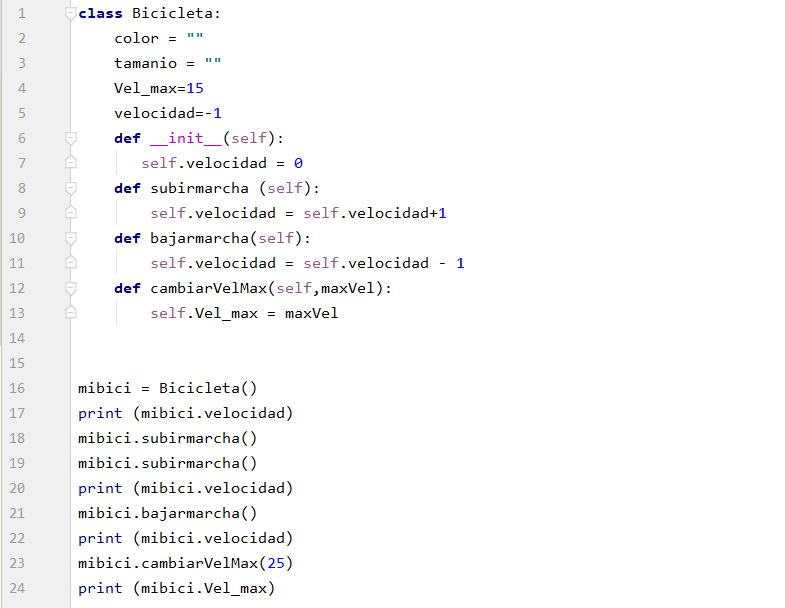 1 class Bicicleta:
2     color = ""
3     tamanio = ""
4     Vel_max=15
5     velocidad=-1
6     def __init__(self):
7        self.velocidad = 0
8     def subirmarcha (self):
9         self.velocidad = self.velocidad+1
10     def bajarmarcha(self):
11         self.velocidad = self.velocidad - 1
12     def cambiarVelMax(self,maxVel):
13         self.Vel_max = maxVel
14
15
16 mibici = Bicicleta()
17 print (mibici.velocidad)
18 mibici.subirmarcha()
19 mibici.subirmarcha()
20 print (mibici.velocidad)
21 mibici.bajarmarcha()
22 print (mibici.velocidad)
23 mibici.cambiarVelMax(25)
24 print (mibici.Vel_max)